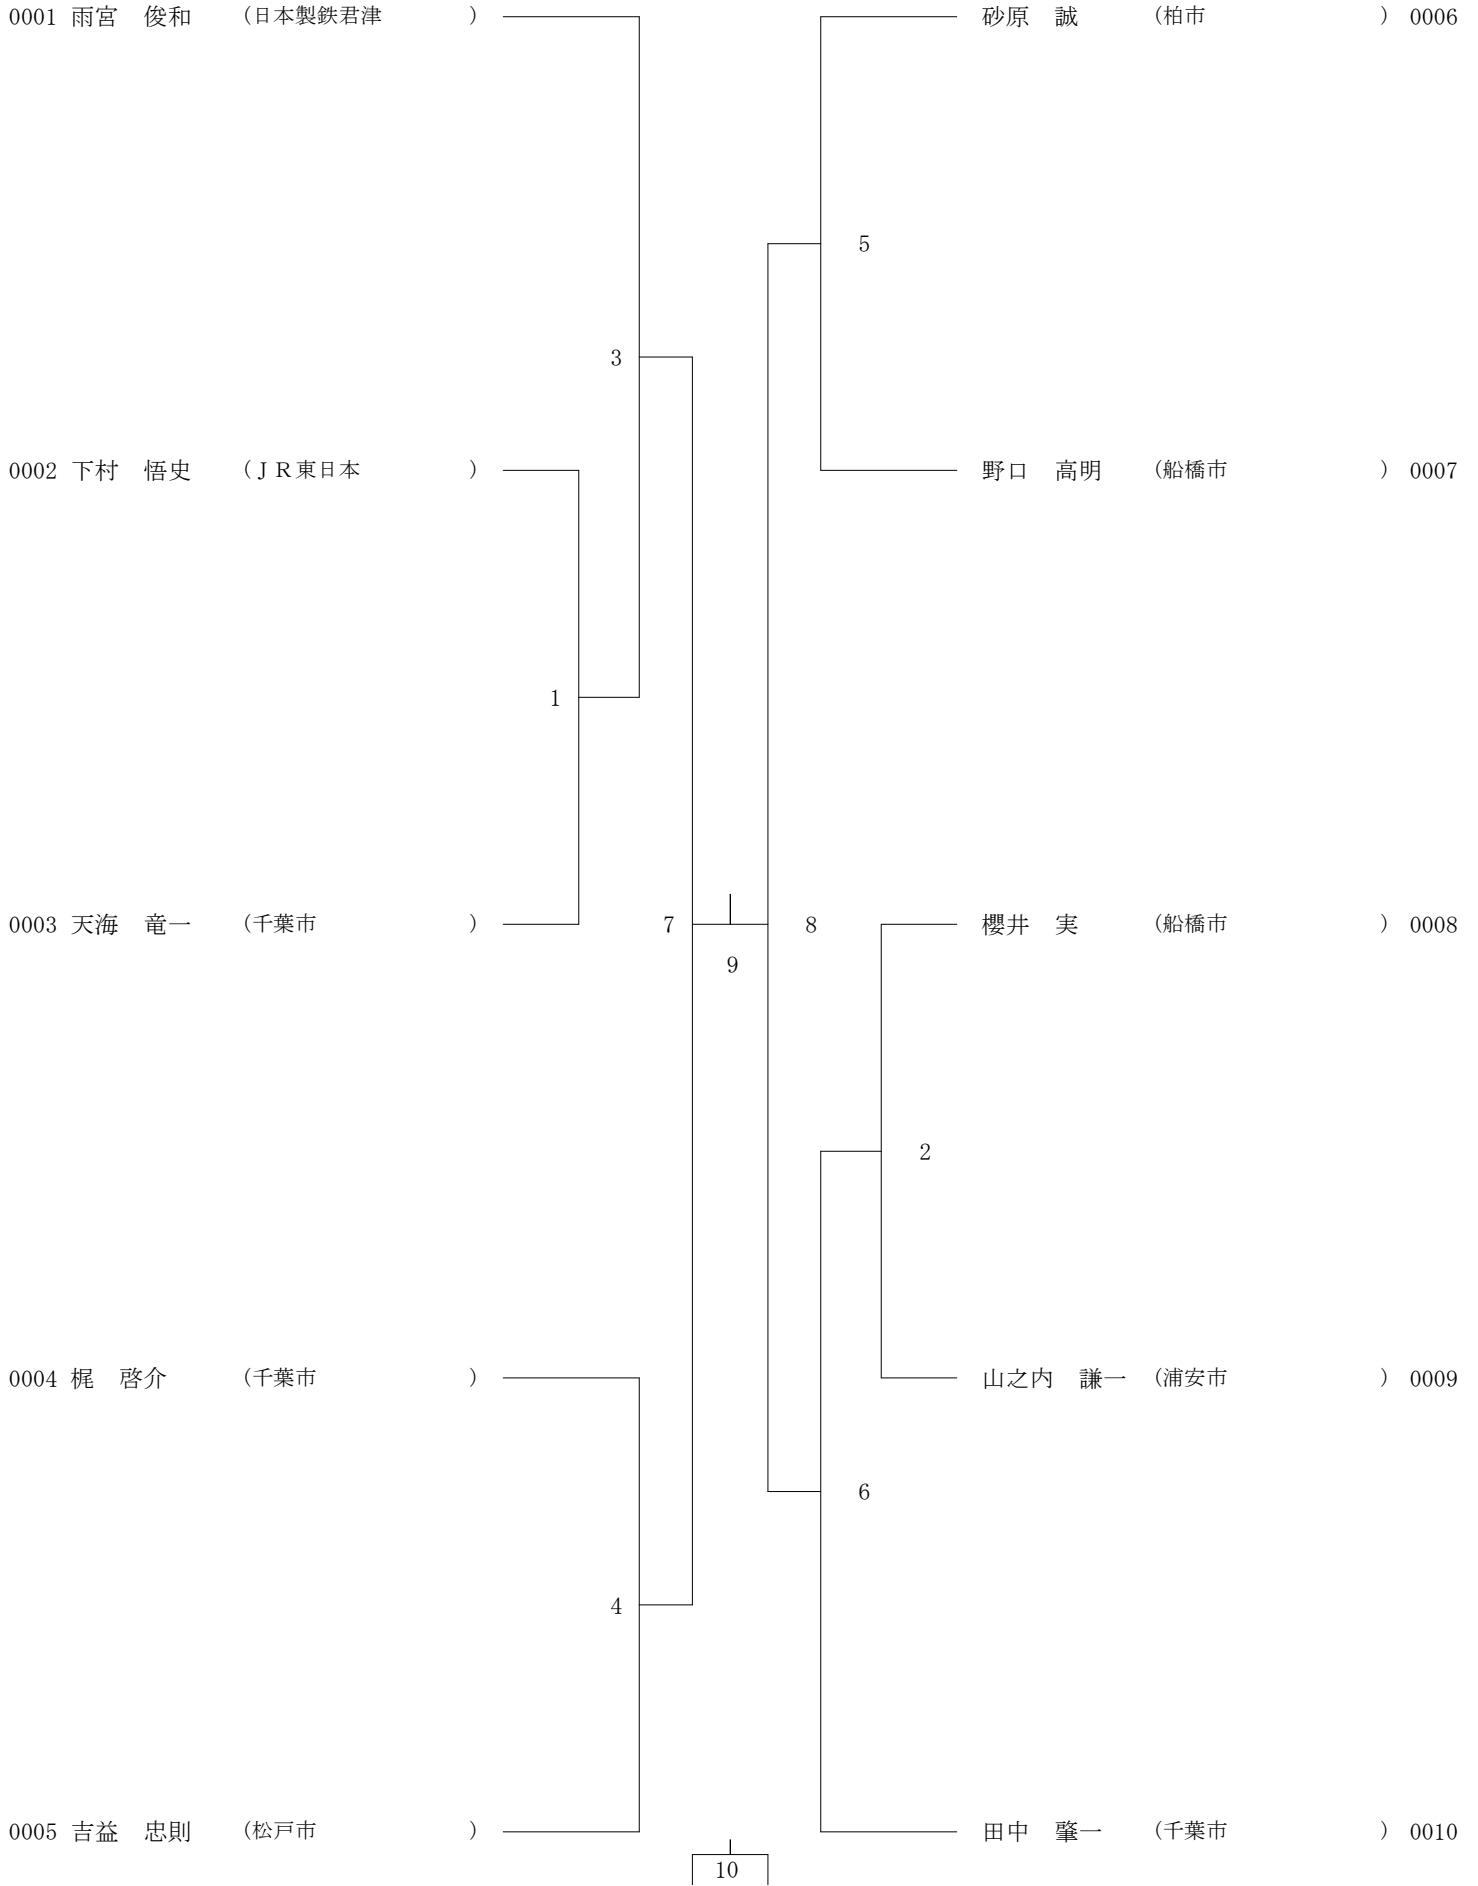 0001 雨宮　俊和　（日本製鉄君津　　　　）
砂原　誠　（柏市　　　　　　　）0006
5
3
0002 下村　悟史　（ＪＲ東日本　　　　　）
野口　高明　（船橋市　　　　　　　）0007
1
0003 天海　竜一　（千葉市　　　　　　　）
7
8
櫻井　実　（船橋市　　　　　　　）0008
9
2
0004 梶　啓介　（千葉市　　　　　　　）
山之内　謙一　（浦安市　　　　　　　）0009
6
4
0005 吉益　忠則　（松戸市　　　　　　　）
田中　肇一　（千葉市　　　　　　　）0010
10